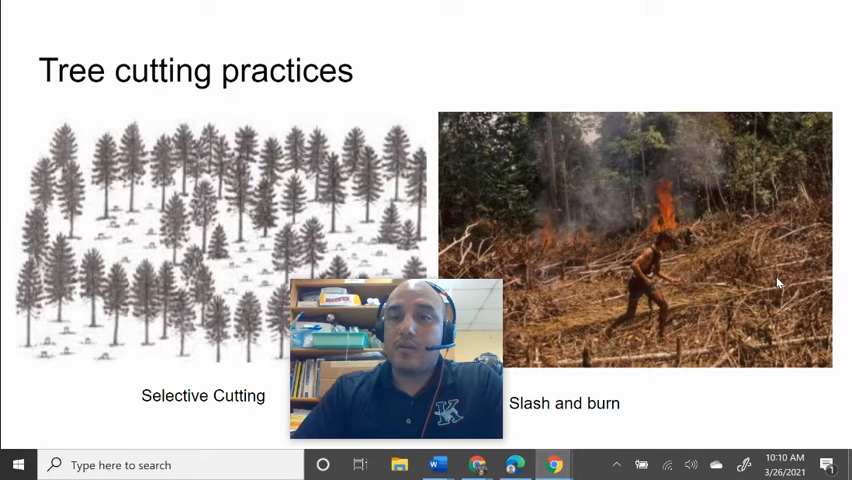 Tree cutting practices
Selective Cutting
Slash and burn
K
Type here to search
10:10 AM
3/26/2021